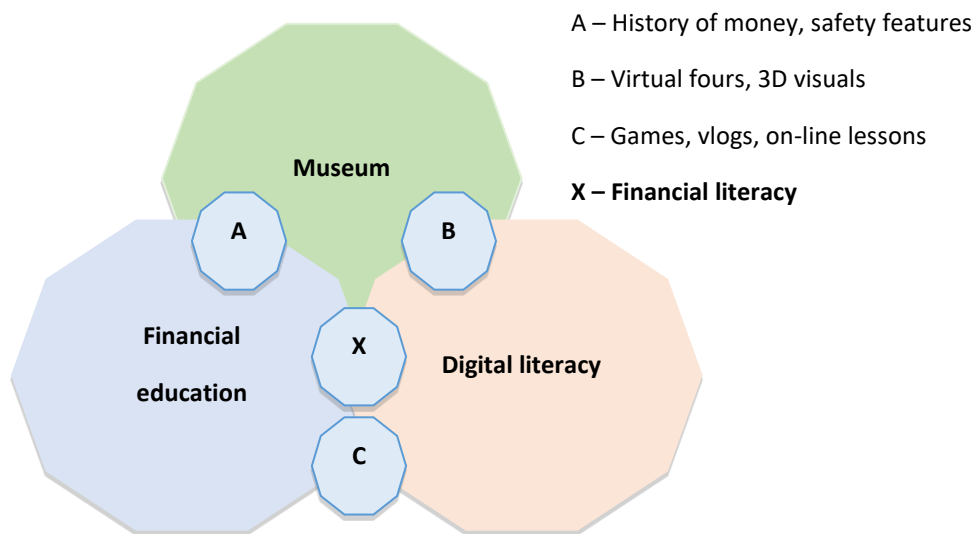 A – History of money, safety features
B – Virtual fours, 3D visuals
C – Games, vlogs, on-line lessons
X – Financial literacy
Museum
A
B
Financial
education
X
Digital literacy
C